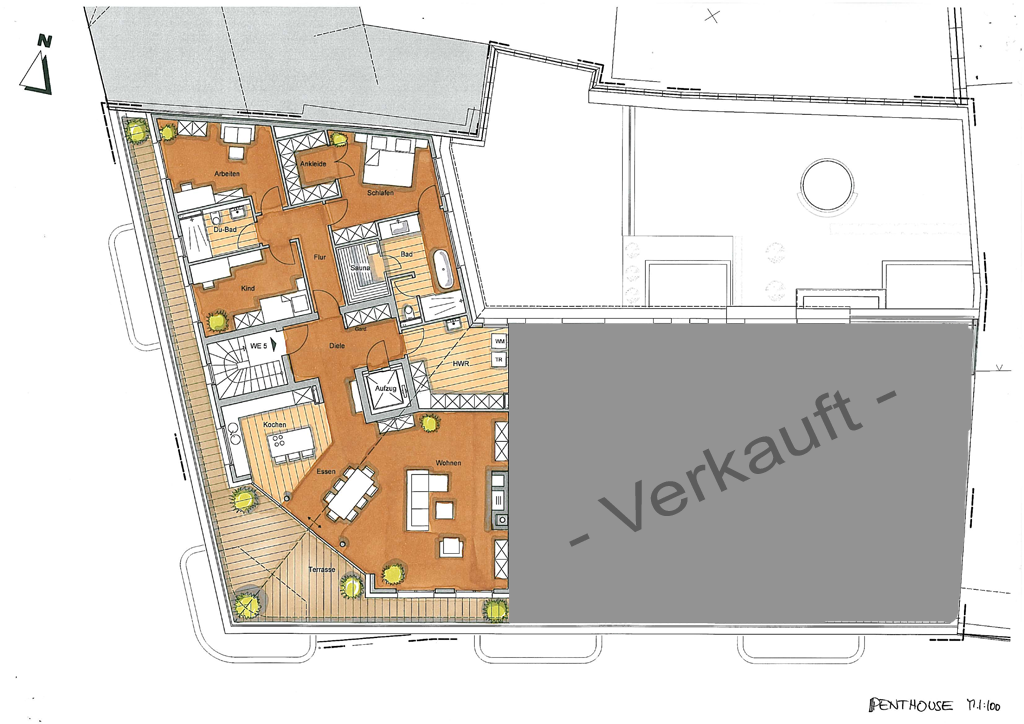 N
Arbeiten
Ankleide
Schlafen
Du-Bad
Flur
Bad
Sauna
Kind
Bank
WE 5
Diele
WM
HWR
TR
Aufzug
Kochen
Essen
Wohnen
- Verkauft -
Terrasse
PENTHOUSE M.1:100